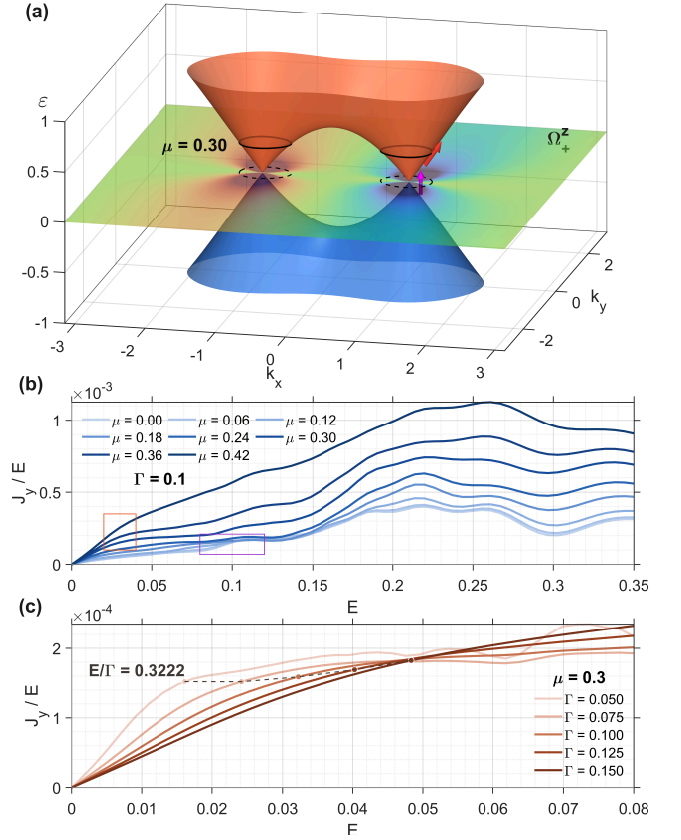 (a)
ε
1
0.5
0
-0.5
-1
μ = 0.30
Ω₊ᶻ
-3
-2
-1
0
1
2
3
kₓ
-2
0
2
k_y
(b)
×10⁻³
1
0.5
0
J_y / E
μ = 0.00 μ = 0.06 μ = 0.12
μ = 0.18 μ = 0.24 μ = 0.30
μ = 0.36 μ = 0.42
Γ = 0.1
0 0.05 0.1 0.15 0.2 0.25 0.3 0.35
E
(c)
×10⁻⁴
2
1
0
J_y / E
E/Γ = 0.3222
μ = 0.3
Γ = 0.050
Γ = 0.075
Γ = 0.100
Γ = 0.125
Γ = 0.150
0 0.01 0.02 0.03 0.04 0.05 0.06 0.07 0.08
E